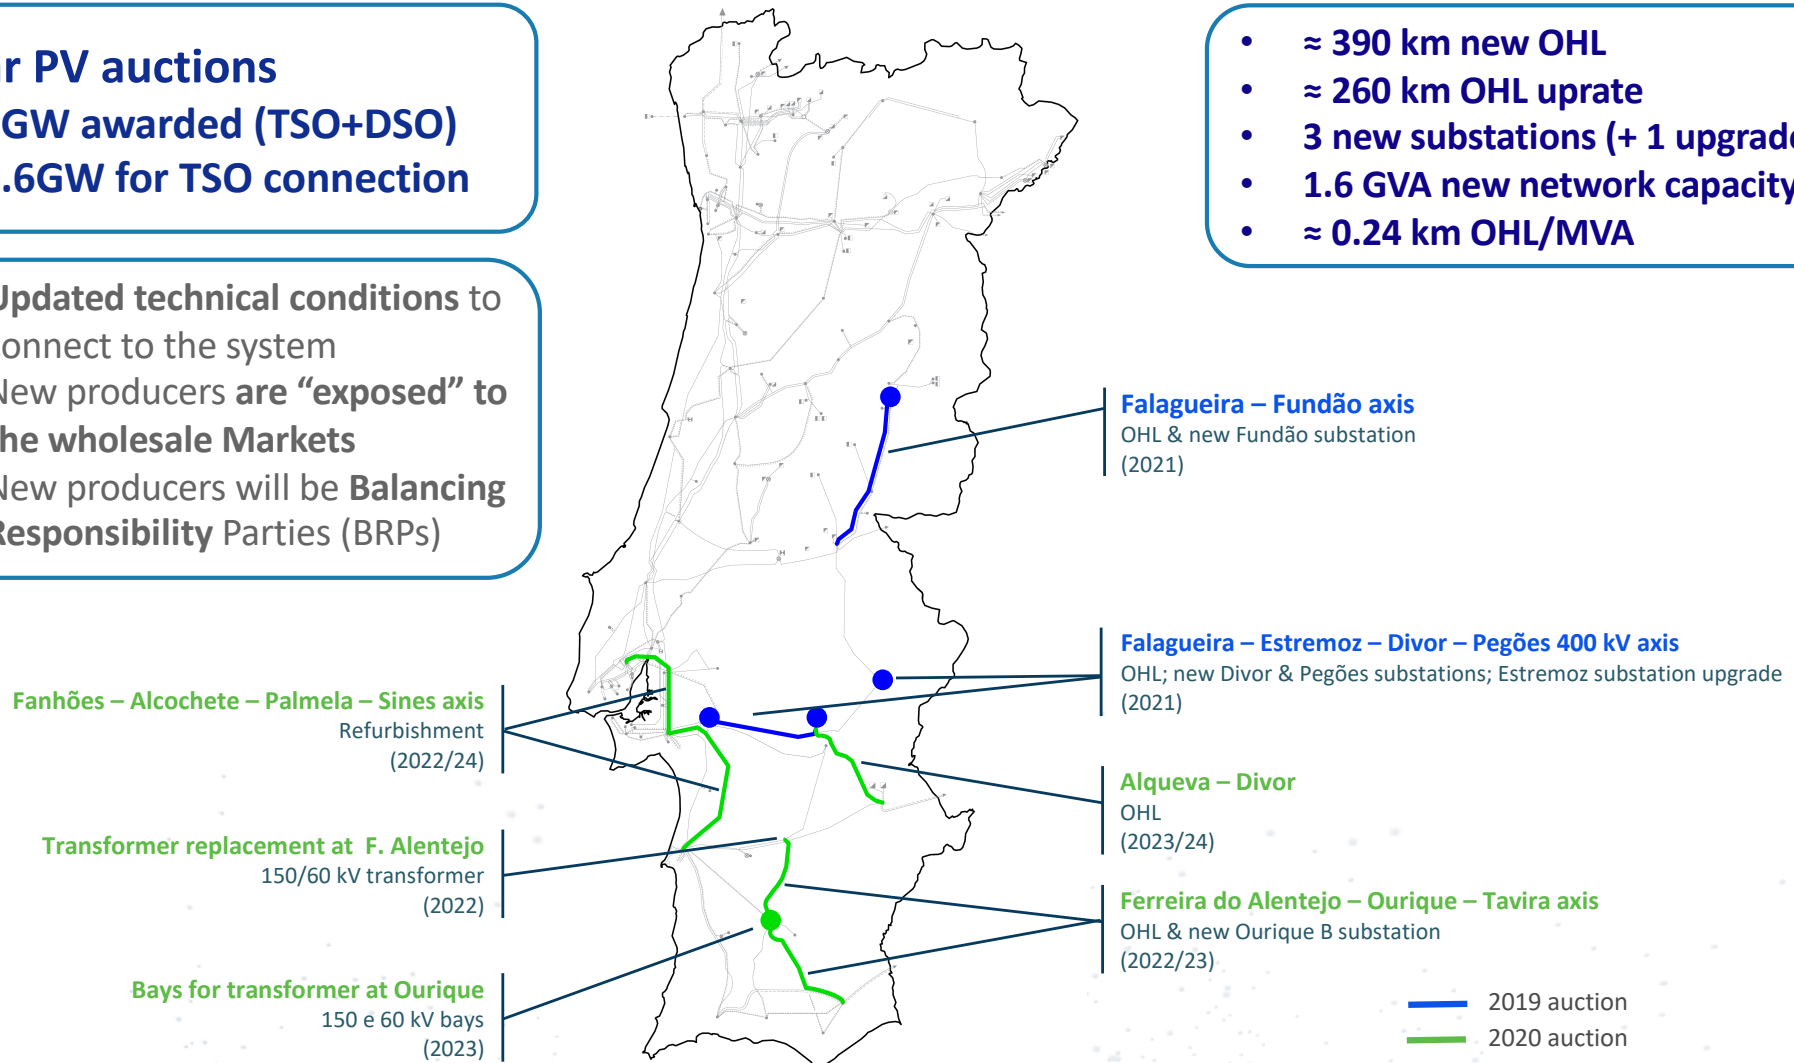 PV auctions
GW awarded (TSO+DSO)
.6GW for TSO connection
Updated technical conditions to
connect to the system
New producers are “exposed” to
the wholesale Markets
New producers will be Balancing
Responsibility Parties (BRPs)
• ≈ 390 km new OHL
• ≈ 260 km OHL uprate
• 3 new substations (+ 1 upgrade
• 1.6 GVA new network capacity
• ≈ 0.24 km OHL/MVA
Falagueira – Fundão axis
OHL & new Fundão substation
(2021)
Falagueira – Estremoz – Divor – Pegões 400 kV axis
OHL; new Divor & Pegões substations; Estremoz substation upgrade
(2021)
Fanhões – Alcochete – Palmela – Sines axis
Refurbishment
(2022/24)
Alqueva – Divor
OHL
(2023/24)
Transformer replacement at F. Alentejo
150/60 kV transformer
(2022)
Ferreira do Alentejo – Ourique – Tavira axis
OHL & new Ourique B substation
(2022/23)
Bays for transformer at Ourique
150 e 60 kV bays
(2023)
2019 auction
2020 auction